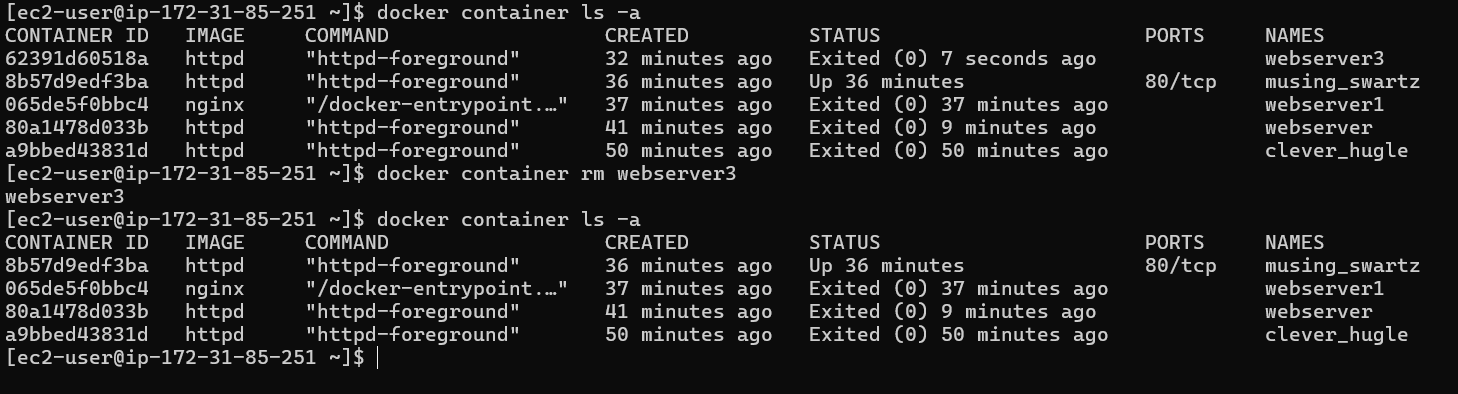 [ec2-user@ip-172-31-85-251 ~]$ docker container ls -a
CONTAINER ID   IMAGE     COMMAND                  CREATED          STATUS                      PORTS     NAMES
62391d60518a   httpd     "httpd-foreground"       32 minutes ago   Exited (0) 7 seconds ago              webserver3
8b57d9edf3ba   httpd     "httpd-foreground"       36 minutes ago   Up 36 minutes               80/tcp    musing_swartz
065de5f0bbc4   nginx     "/docker-entrypoint.…"   37 minutes ago   Exited (0) 37 minutes ago             webserver1
80a1478d033b   httpd     "httpd-foreground"       41 minutes ago   Exited (0) 9 minutes ago              webserver
a9bbed43831d   httpd     "httpd-foreground"       50 minutes ago   Exited (0) 50 minutes ago             clever_hugle
[ec2-user@ip-172-31-85-251 ~]$ docker container rm webserver3
webserver3
[ec2-user@ip-172-31-85-251 ~]$ docker container ls -a
CONTAINER ID   IMAGE     COMMAND                  CREATED          STATUS                      PORTS     NAMES
8b57d9edf3ba   httpd     "httpd-foreground"       36 minutes ago   Up 36 minutes               80/tcp    musing_swartz
065de5f0bbc4   nginx     "/docker-entrypoint.…"   37 minutes ago   Exited (0) 37 minutes ago             webserver1
80a1478d033b   httpd     "httpd-foreground"       41 minutes ago   Exited (0) 9 minutes ago              webserver
a9bbed43831d   httpd     "httpd-foreground"       50 minutes ago   Exited (0) 50 minutes ago             clever_hugle
[ec2-user@ip-172-31-85-251 ~]$